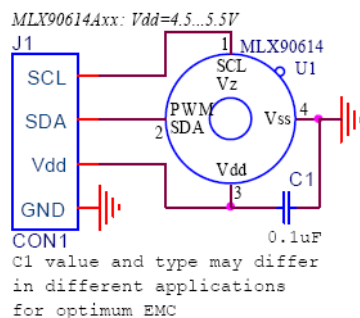 MLX90614Axx: Vdd=4.5...5.5V
J1
1
MLX90614
SCL
SCL
Vz
U1
SDA
2
PWM
SDA
Vss
4
Vdd
Vdd
3
C1
GND
CON1
0.1uF
C1 value and type may differ
in different applications
for optimum EMC